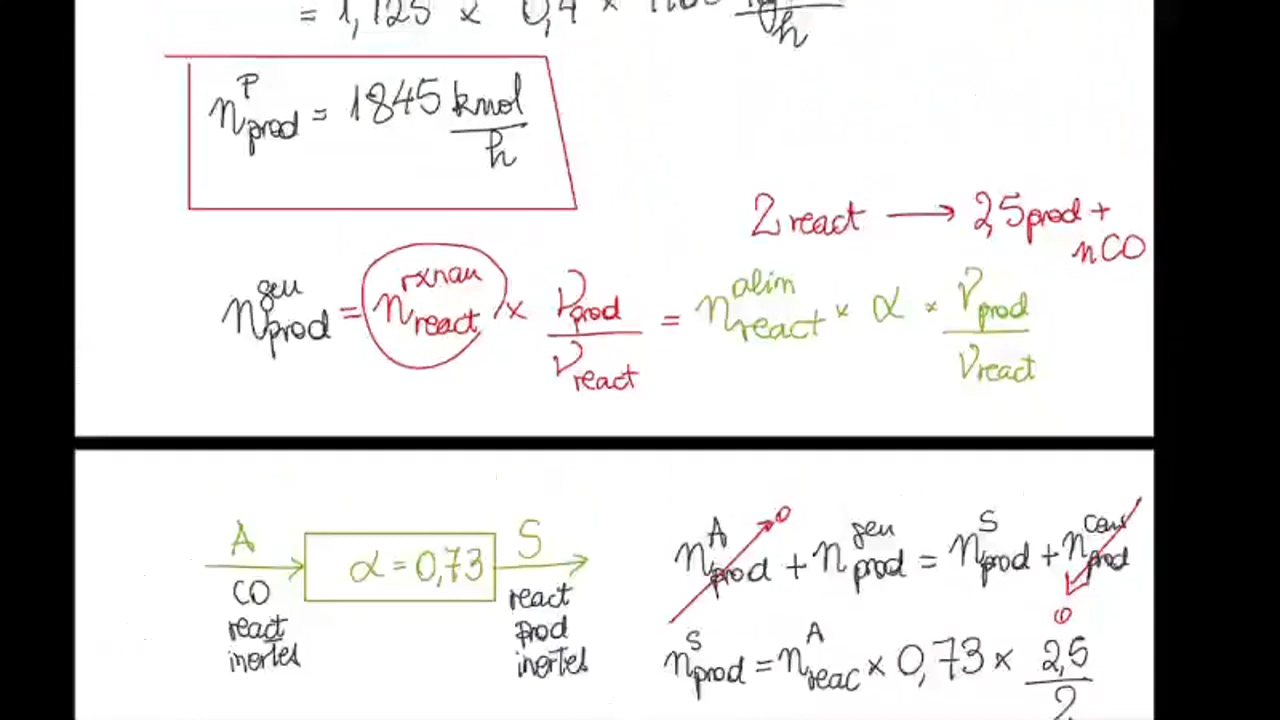 = 1,125 × 0,4 ×
h
n^P_prod = 1845 kmol/h
2 react → 2,5 prod +
nCO
n^gen_prod = n^rxnan_react × ν_prod/ν_react = n^alim_react × α × ν_prod/ν_react
A
α = 0,73
S
CO
react
inertes
react
prod
inertes
n^A_prod → 0 + n^gen_prod = n^S_prod + n^con_prod → 0
n^S_prod = n^A_reac × 0,73 × 2,5/2